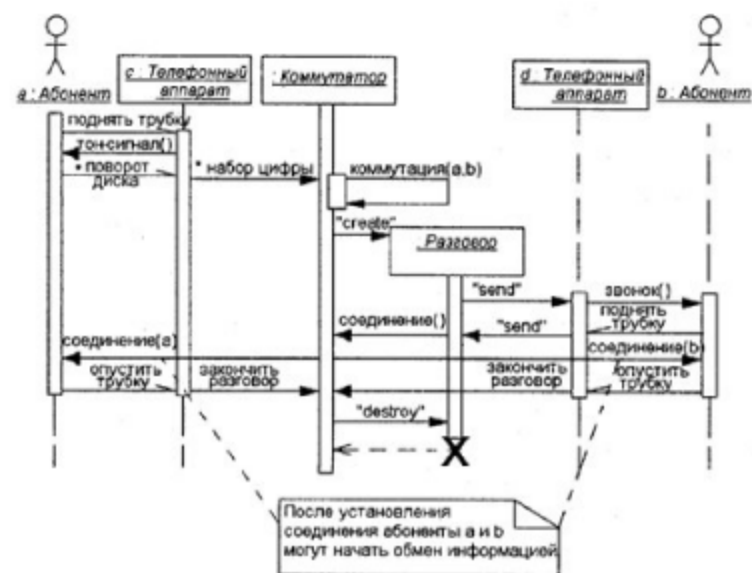 c : Телефонный
аппарат
: Коммутатор
d : Телефонный
аппарат
a : Абонент
b : Абонент
поднять трубку
тон-сигнал()
* поворот
диска
* набор цифры
коммутация(a,b)
"create"
: Разговор
"send"
звонок()
поднять
трубку
"send"
соединение()
соединение(a)
соединение(b)
опустить
трубку
закончить
разговор
закончить
разговор
опустить
трубку
"destroy"
После установления
соединения абоненты a и b
могут начать обмен информацией